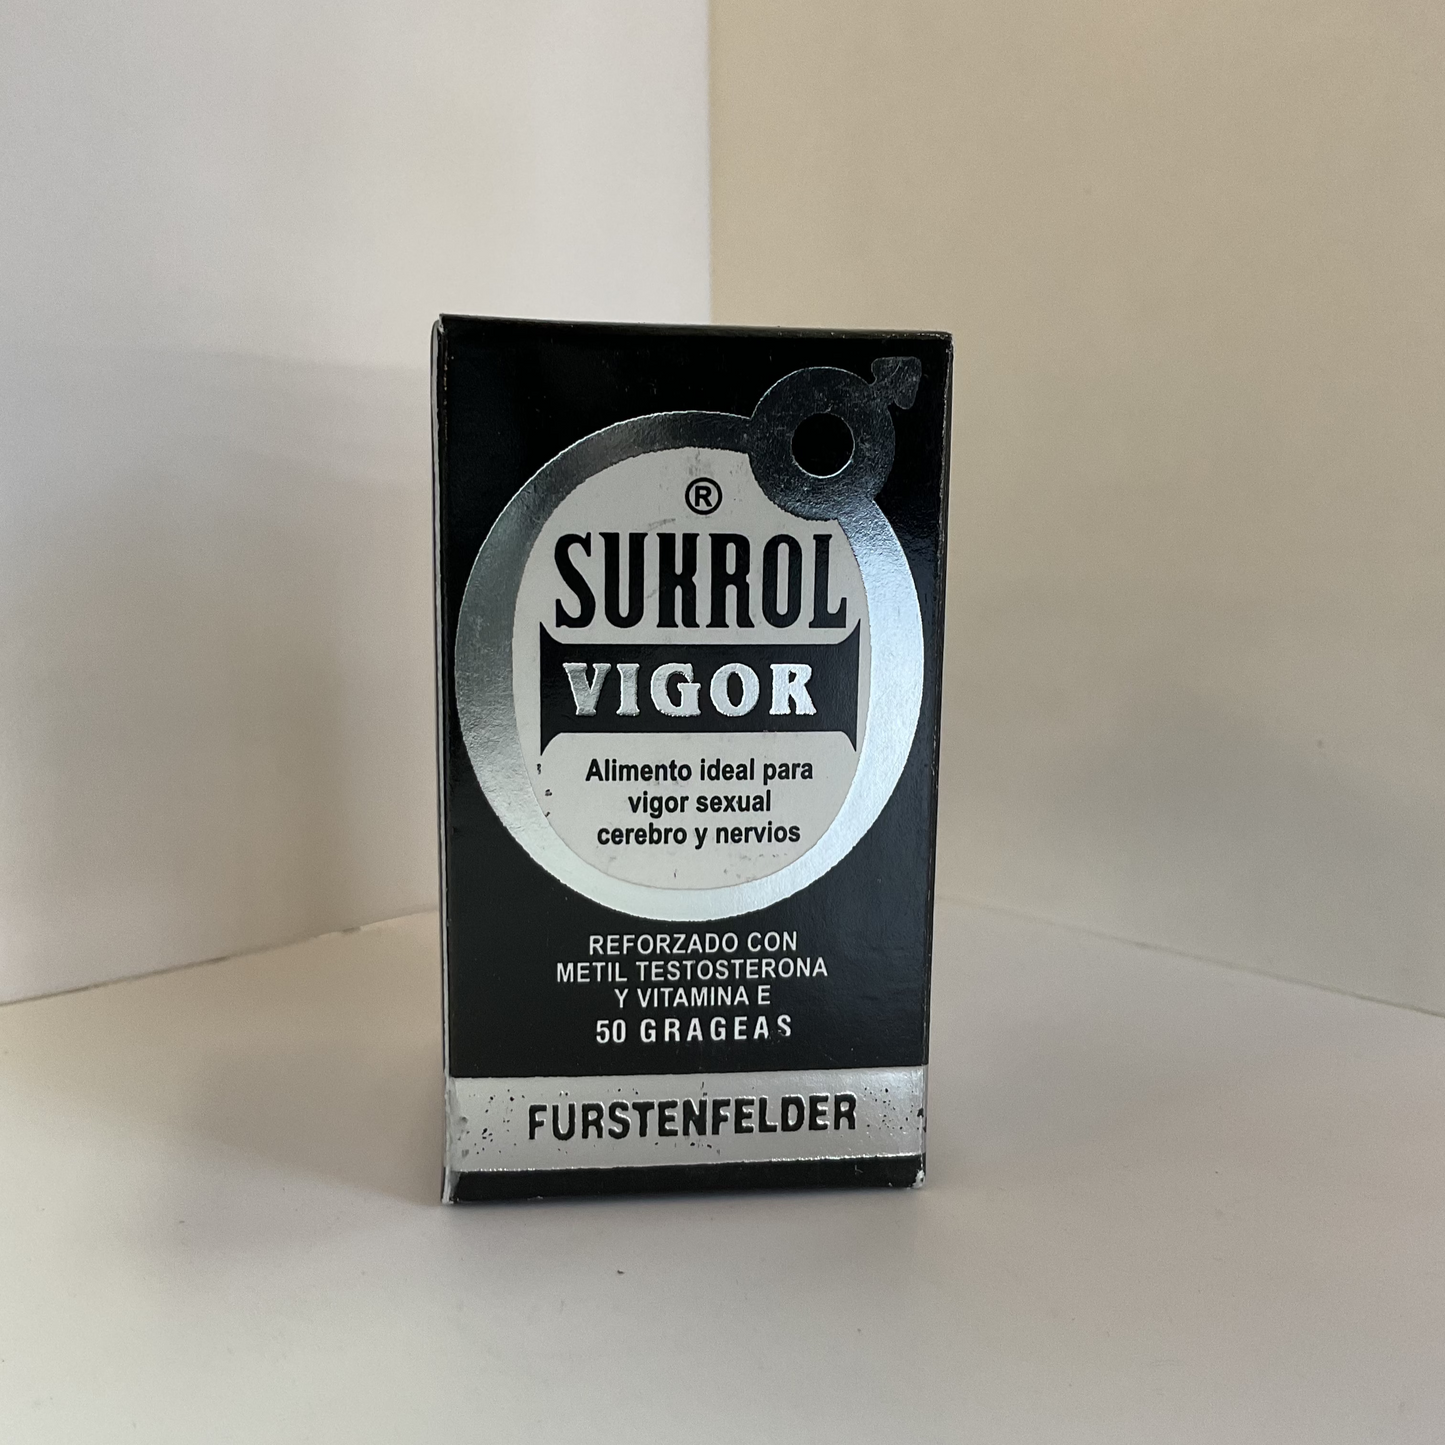 ®
SUKROL
VIGOR
Alimento ideal para
vigor sexual
cerebro y nervios
REFORZADO CON
METIL TESTOSTERONA
Y VITAMINA E
50 GRAGEAS
FURSTENFELDER